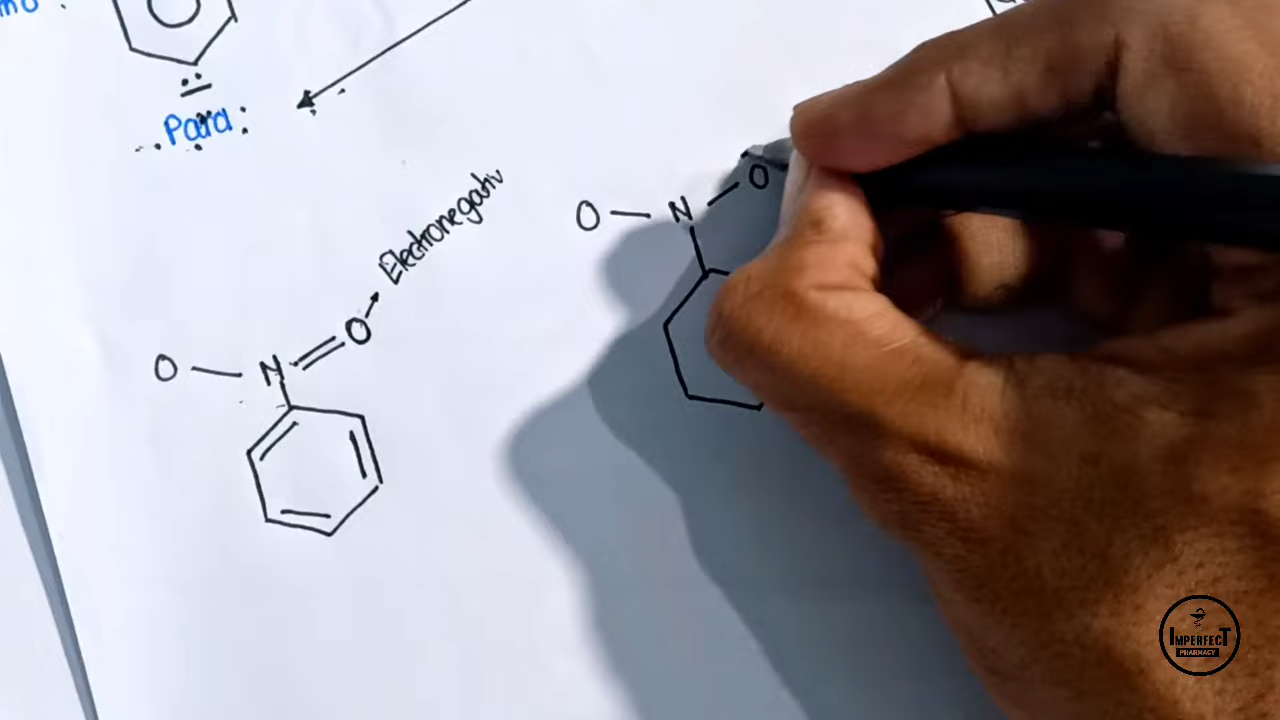 Para:
Electronegativ
O N O
O N O
IMPERFECT
PHARMACY